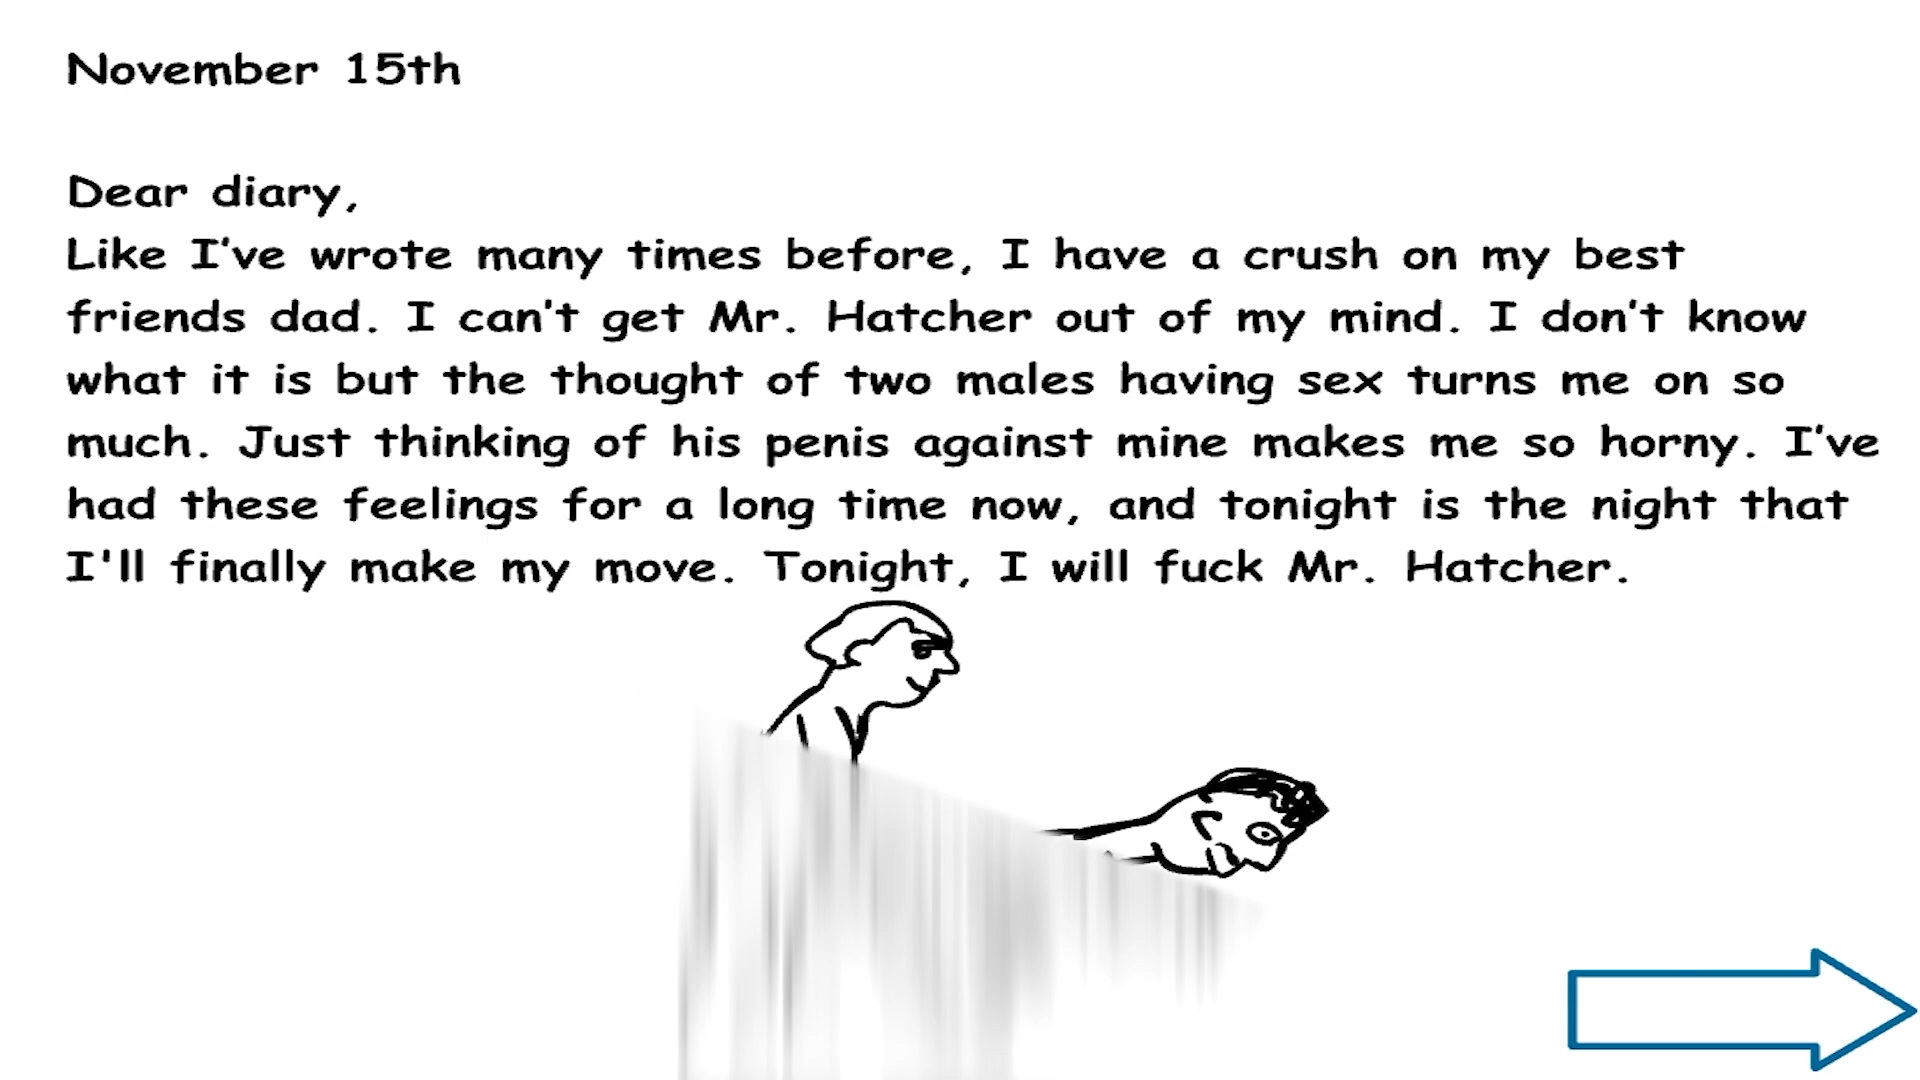 November 15th
Dear diary,
Like I've wrote many times before, I have a crush on my best
friends dad. I can't get Mr. Hatcher out of my mind. I don't know
what it is but the thought of two males having sex turns me on so
much. Just thinking of his penis against mine makes me so horny. I've
had these feelings for a long time now, and tonight is the night that
I'll finally make my move. Tonight, I will fuck Mr. Hatcher.